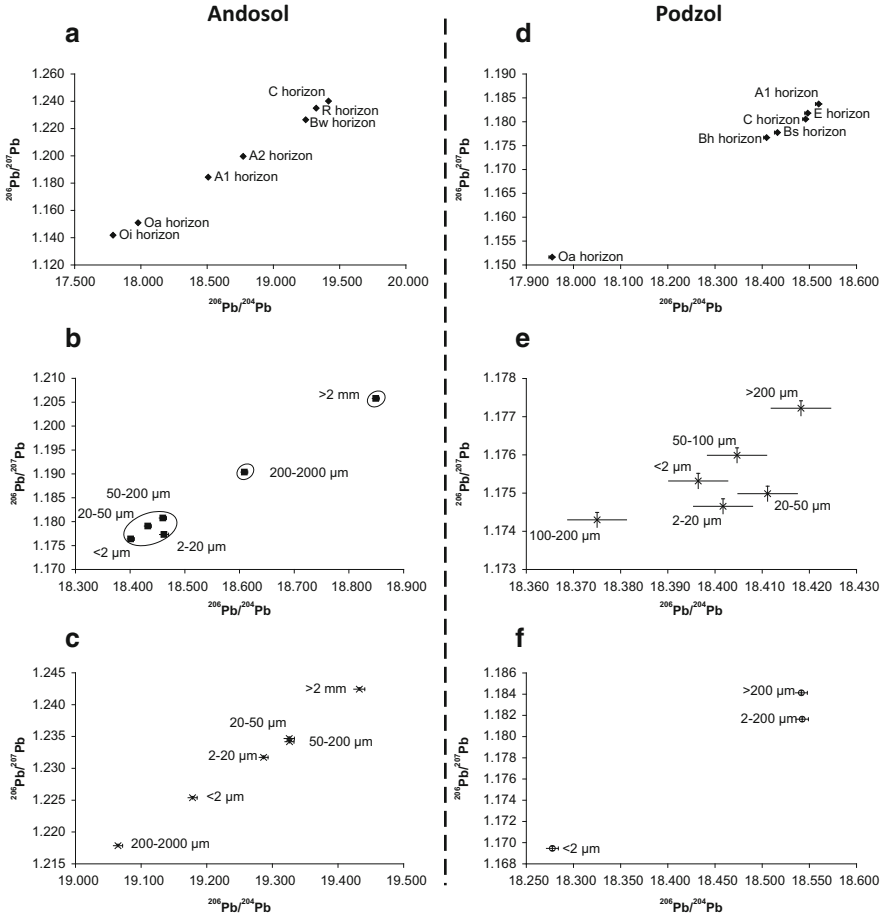 Andosol
Podzol
a
1.260
1.240
1.220
1.200
1.180
1.160
1.140
1.120
206Pb/207Pb
C horizon
R horizon
Bw horizon
A2 horizon
A1 horizon
Oa horizon
Oi horizon
17.500 18.000 18.500 19.000 19.500 20.000
206Pb/204Pb
b
1.210
1.205
1.200
1.195
1.190
1.185
1.180
1.175
1.170
206Pb/207Pb
>2 mm
200-2000 µm
50-200 µm
20-50 µm
<2 µm
2-20 µm
18.300 18.400 18.500 18.600 18.700 18.800 18.900
206Pb/204Pb
c
1.245
1.240
1.235
1.230
1.225
1.220
1.215
206Pb/207Pb
>2 mm
20-50 µm
50-200 µm
2-20 µm
<2 µm
200-2000 µm
19.000 19.100 19.200 19.300 19.400 19.500
206Pb/204Pb
d
1.190
1.185
1.180
1.175
1.170
1.165
1.160
1.155
1.150
206Pb/207Pb
A1 horizon
E horizon
C horizon
Bs horizon
Bh horizon
Oa horizon
17.900 18.000 18.100 18.200 18.300 18.400 18.500 18.600
206Pb/204Pb
e
1.178
1.177
1.176
1.175
1.174
1.173
206Pb/207Pb
>200 µm
50-100 µm
<2 µm
20-50 µm
2-20 µm
100-200 µm
18.360 18.370 18.380 18.390 18.400 18.410 18.420 18.430
206Pb/204Pb
f
1.186
1.184
1.182
1.180
1.178
1.176
1.174
1.172
1.170
1.168
206Pb/207Pb
>200 µm
2-200 µm
<2 µm
18.250 18.300 18.350 18.400 18.450 18.500 18.550 18.600
206Pb/204Pb